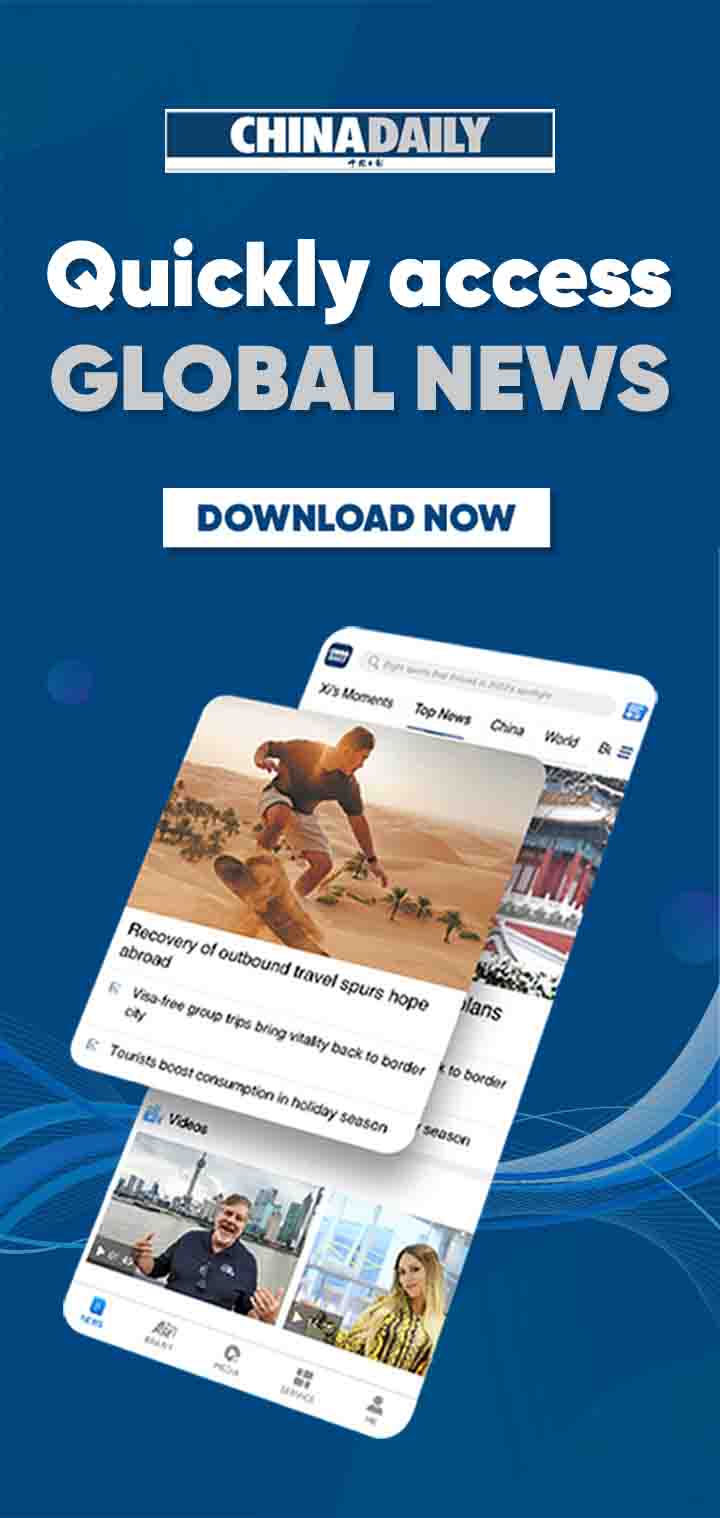 CHINADAILY
中国日报
Quickly access
GLOBAL NEWS
DOWNLOAD NOW
Xi's Moments
Top News
China
World
Recovery of outbound travel spurs hope
abroad
Visa-free group trips bring vitality back to border
city
Tourists boost consumption in holiday season
plans
k to border
season
Videos
NEWS
MEDIA
SERVICE
ME